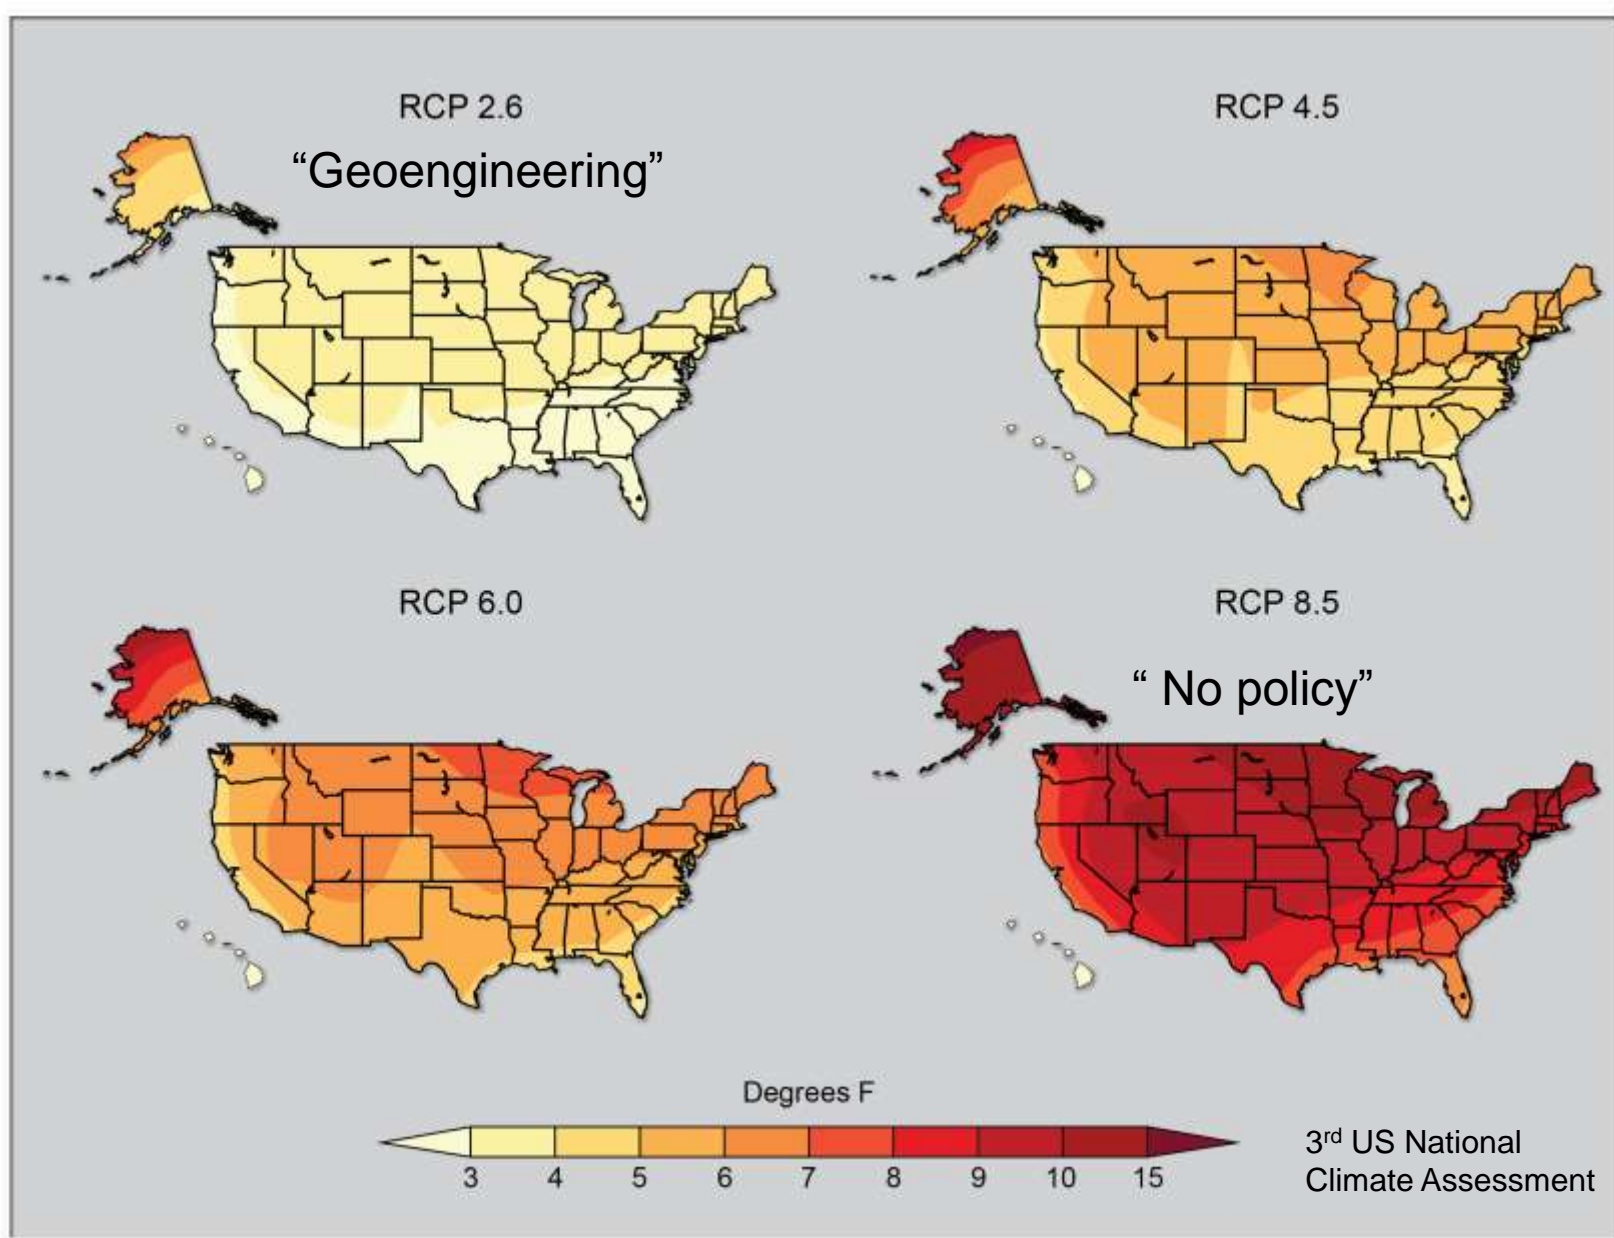 RCP 2.6
“Geoengineering”
RCP 4.5
RCP 6.0
RCP 8.5
“ No policy”
Degrees F
3 4 5 6 7 8 9 10 15
3rd US National
Climate Assessment